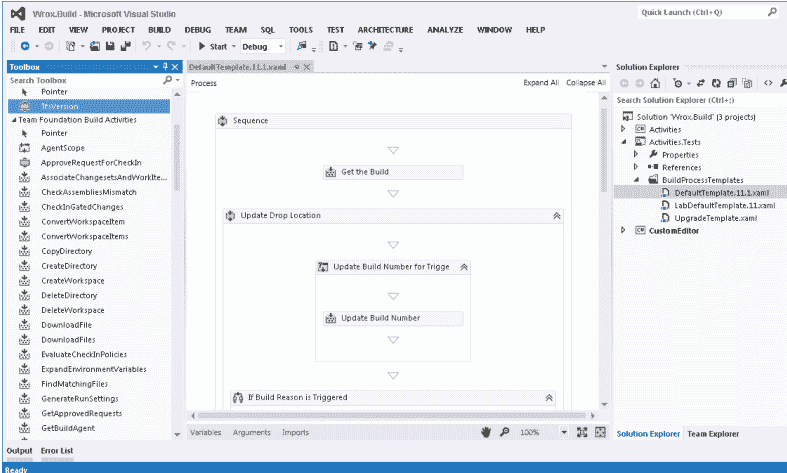 Wrox.Build - Microsoft Visual Studio
Quick Launch (Ctrl+Q)
FILE EDIT VIEW PROJECT BUILD DEBUG TEAM SQL TOOLS TEST ARCHITECTURE ANALYZE WINDOW HELP
Start Debug
Toolbox
Search Toolbox
Pointer
TfsVersion
Team Foundation Build Activities
Pointer
AgentScope
ApproveRequestForCheckIn
AssociateChangesetsAndWorkIte...
CheckAssembliesMismatch
CheckInGatedChanges
ConvertWorkspaceItem
ConvertWorkspaceItems
CopyDirectory
CreateDirectory
CreateWorkspace
DeleteDirectory
DeleteWorkspace
DownloadFile
DownloadFiles
EvaluateCheckInPolicies
ExpandEnvironmentVariables
FindMatchingFiles
GenerateRunSettings
GetApprovedRequests
GetBuildAgent
DefaultTemplate.11.1.xaml
Process
Expand All Collapse All
Sequence
Get the Build
Update Drop Location
Update Build Number for Trigge
Update Build Number
If Build Reason is Triggered
Variables Arguments Imports
100%
Solution Explorer
Search Solution Explorer (Ctrl+;)
Solution 'Wrox.Build' (3 projects)
Activities
Activities.Tests
Properties
References
BuildProcessTemplates
DefaultTemplate.11.1.xaml
LabDefaultTemplate.11.xaml
UpgradeTemplate.xaml
CustomEditor
Solution Explorer Team Explorer
Output Error List
Ready